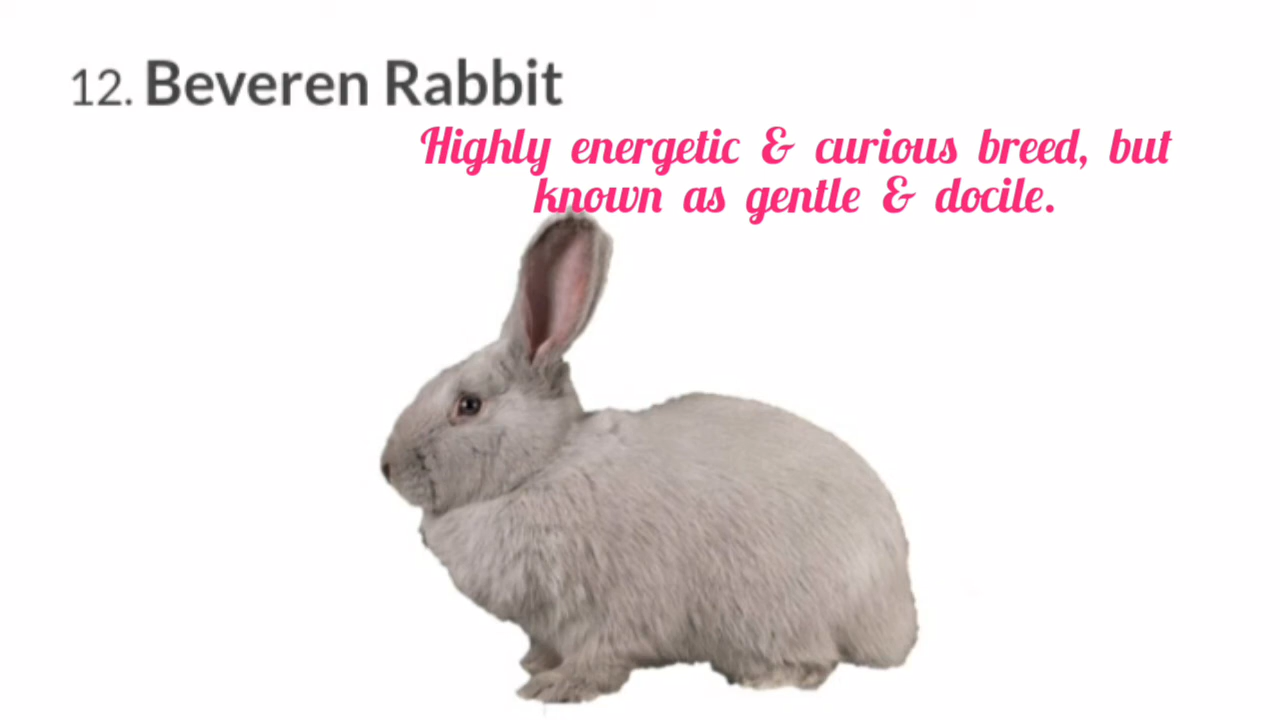 12. Beveren Rabbit
Highly energetic & curious breed, but
known as gentle & docile.